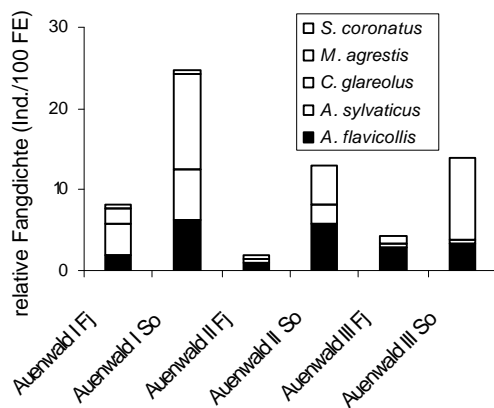 relative Fangdichte (Ind./100 FE)
30
20
10
0
S. coronatus
M. agrestis
C. glareolus
A. sylvaticus
A. flavicollis
Auenwald I Fj
Auenwald I So
Auenwald II Fj
Auenwald II So
Auenwald III Fj
Auenwald III So